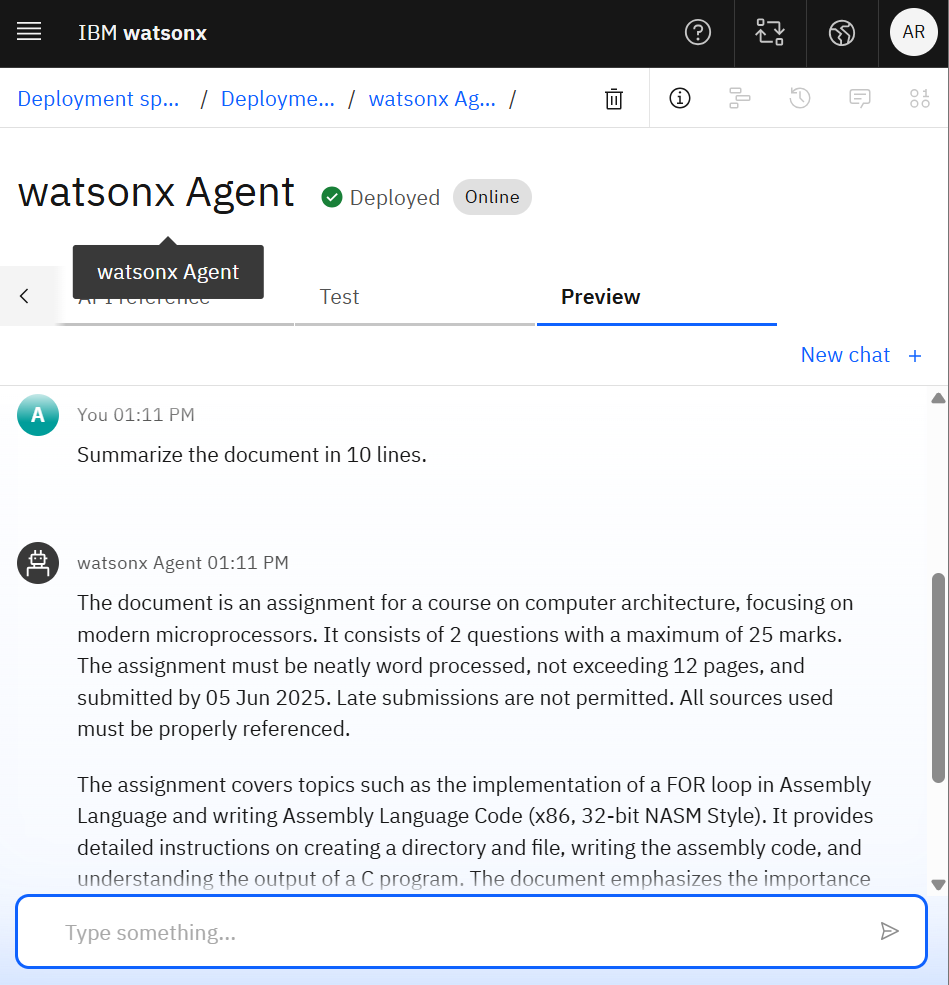 IBM watsonx
AR
Deployment sp... / Deployme... / watsonx Ag... /
watsonx Agent
Deployed
Online
watsonx Agent
API reference
Test
Preview
New chat +
A
You 01:11 PM
Summarize the document in 10 lines.
watsonx Agent 01:11 PM
The document is an assignment for a course on computer architecture, focusing on
modern microprocessors. It consists of 2 questions with a maximum of 25 marks.
The assignment must be neatly word processed, not exceeding 12 pages, and
submitted by 05 Jun 2025. Late submissions are not permitted. All sources used
must be properly referenced.
The assignment covers topics such as the implementation of a FOR loop in Assembly
Language and writing Assembly Language Code (x86, 32-bit NASM Style). It provides
detailed instructions on creating a directory and file, writing the assembly code, and
understanding the output of a C program. The document emphasizes the importance
Type something...